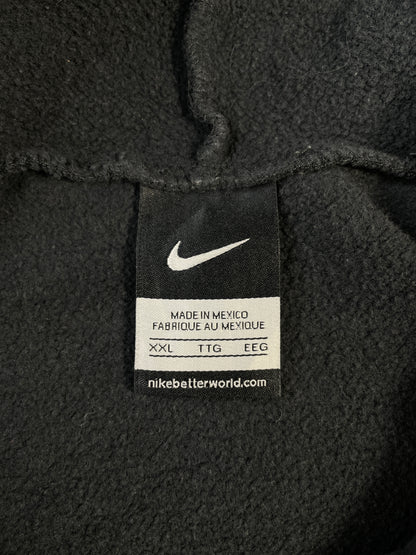 MADE IN MEXICO
FABRIQUE AU MEXIQUE
XXL TTG EEG
nikebetterworld.com